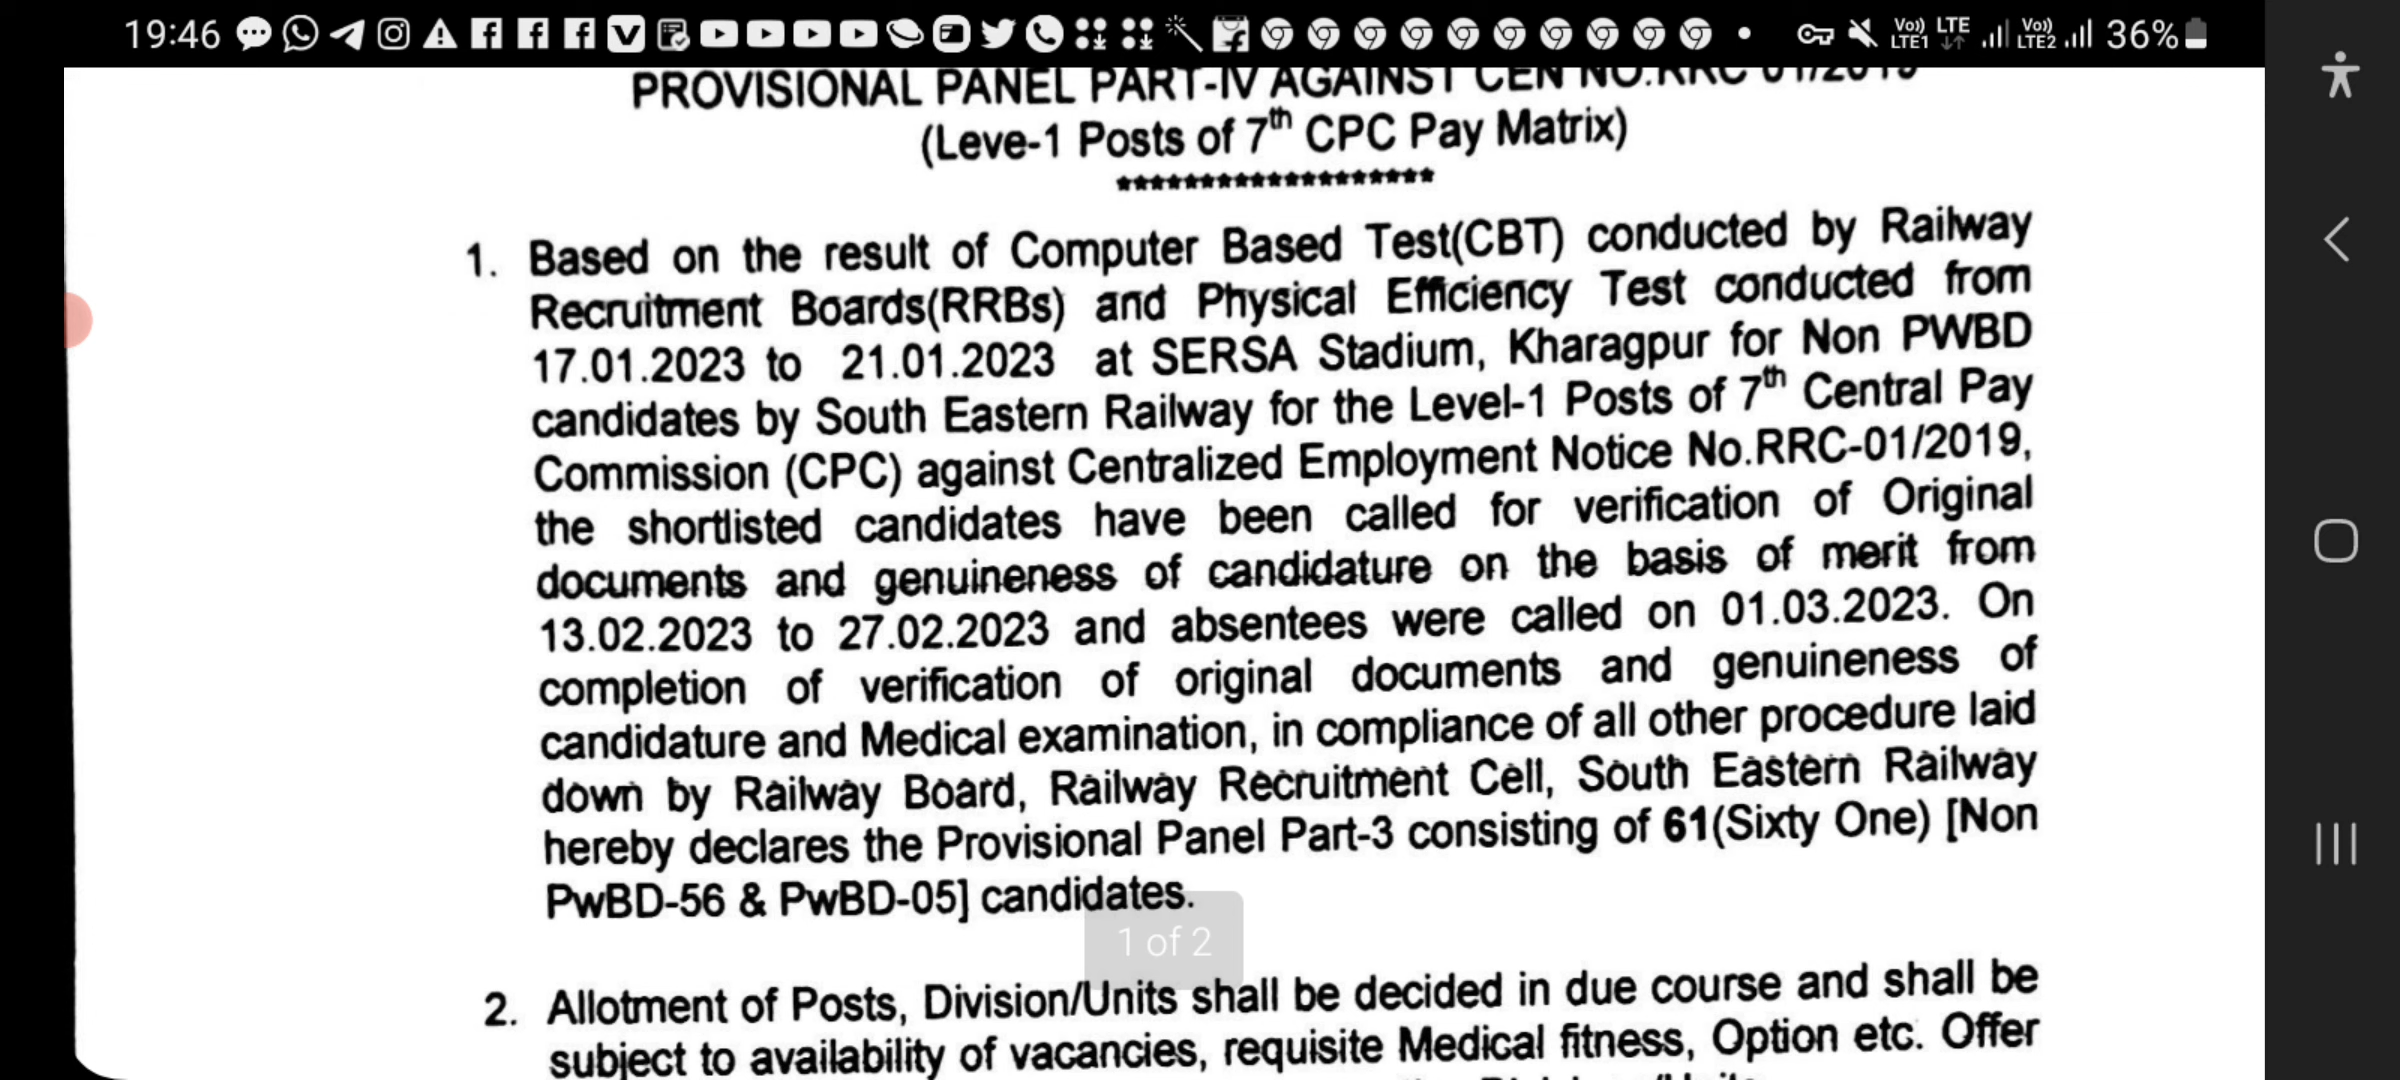 19:46 Vo)) LTE1 LTE Vo)) LTE2 36%
PROVISIONAL PANEL PART-IV AGAINST CEN NO.RRC 01/2019
(Leve-1 Posts of 7th CPC Pay Matrix)
*******************
1. Based on the result of Computer Based Test(CBT) conducted by Railway
Recruitment Boards(RRBs) and Physical Efficiency Test conducted from
17.01.2023 to 21.01.2023 at SERSA Stadium, Kharagpur for Non PWBD
candidates by South Eastern Railway for the Level-1 Posts of 7th Central Pay
Commission (CPC) against Centralized Employment Notice No.RRC-01/2019,
the shortlisted candidates have been called for verification of Original
documents and genuineness of candidature on the basis of merit from
13.02.2023 to 27.02.2023 and absentees were called on 01.03.2023. On
completion of verification of original documents and genuineness of
candidature and Medical examination, in compliance of all other procedure laid
down by Railway Board, Railway Recruitment Cell, South Eastern Railway
hereby declares the Provisional Panel Part-3 consisting of 61(Sixty One) [Non
PwBD-56 & PwBD-05] candidates.
1 of 2
2. Allotment of Posts, Division/Units shall be decided in due course and shall be
subject to availability of vacancies, requisite Medical fitness, Option etc. Offer